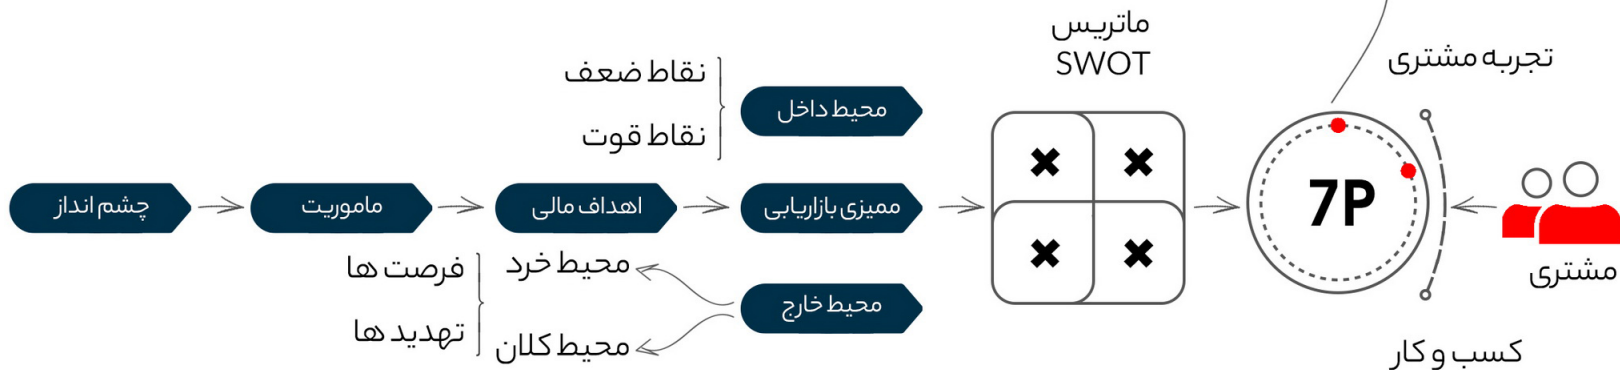 ماتریس
SWOT
تجربه مشتری
نقاط ضعف
محیط داخل
نقاط قوت
چشم انداز
ماموریت
اهداف مالی
ممیزی بازاریابی
7P
مشتری
فرصت ها
محیط خرد
محیط خارج
تهدید ها
محیط کلان
کسب و کار